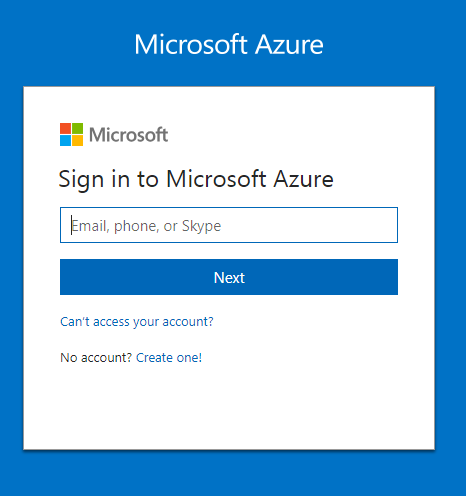 Microsoft Azure
Microsoft
Sign in to Microsoft Azure
Email, phone, or Skype
Next
Can't access your account?
No account? Create one!